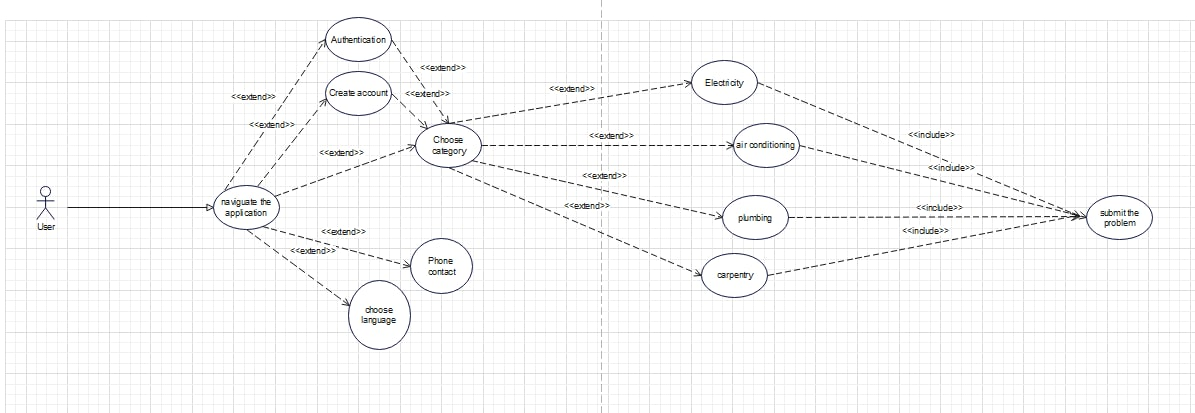 Authentication
<<extend>>
<<extend>>
Create account
<<extend>>
<<extend>>
<<extend>>
Choose
category
<<extend>>
Electricity
<<include>>
<<extend>>
air conditioning
<<include>>
<<extend>>
<<extend>>
User
naviguate the
application
plumbing
<<include>>
submit the
problem
<<include>>
<<extend>>
<<extend>>
Phone
contact
carpentry
choose
language